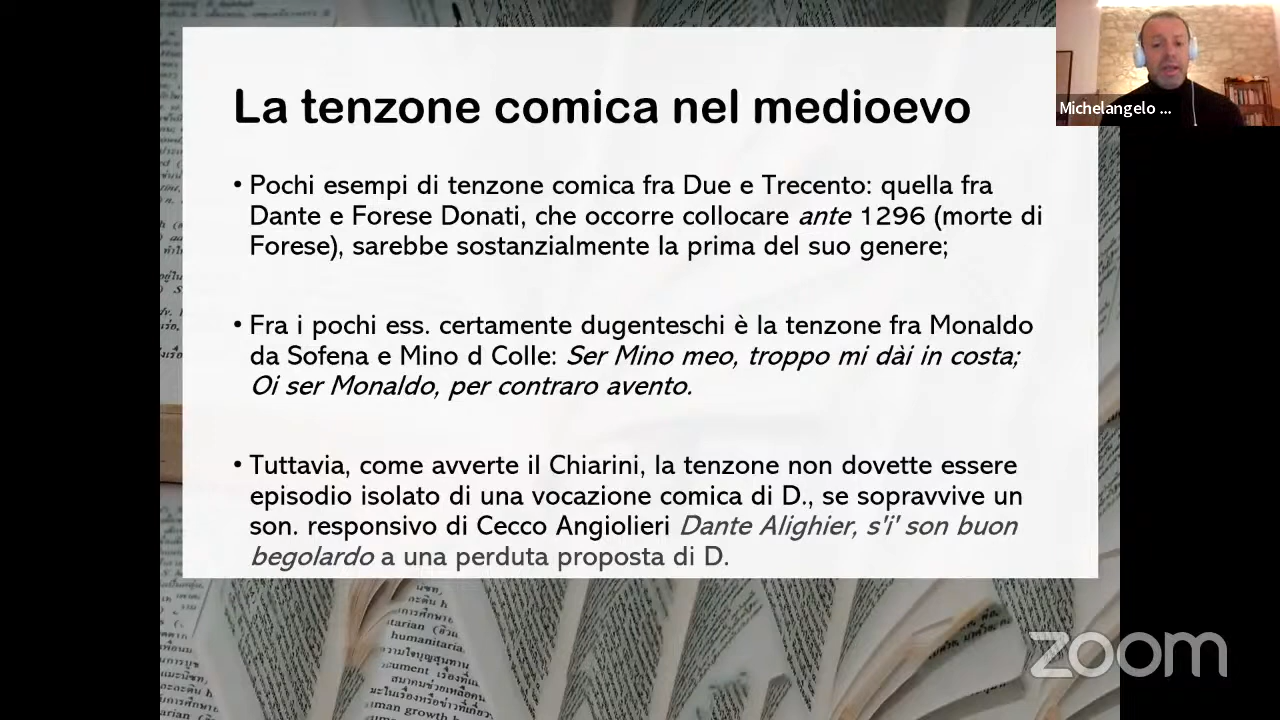 La tenzone comica nel medioevo
Michelangelo ...
• Pochi esempi di tenzone comica fra Due e Trecento: quella fra
Dante e Forese Donati, che occorre collocare ante 1296 (morte di
Forese), sarebbe sostanzialmente la prima del suo genere;
• Fra i pochi ess. certamente dugenteschi è la tenzone fra Monaldo
da Sofena e Mino d Colle: Ser Mino meo, troppo mi dài in costa;
Oi ser Monaldo, per contraro avento.
• Tuttavia, come avverte il Chiarini, la tenzone non dovette essere
episodio isolato di una vocazione comica di D., se sopravvive un
son. responsivo di Cecco Angiolieri Dante Alighier, s'i' son buon
begolardo a una perduta proposta di D.
humanitaria
zoom